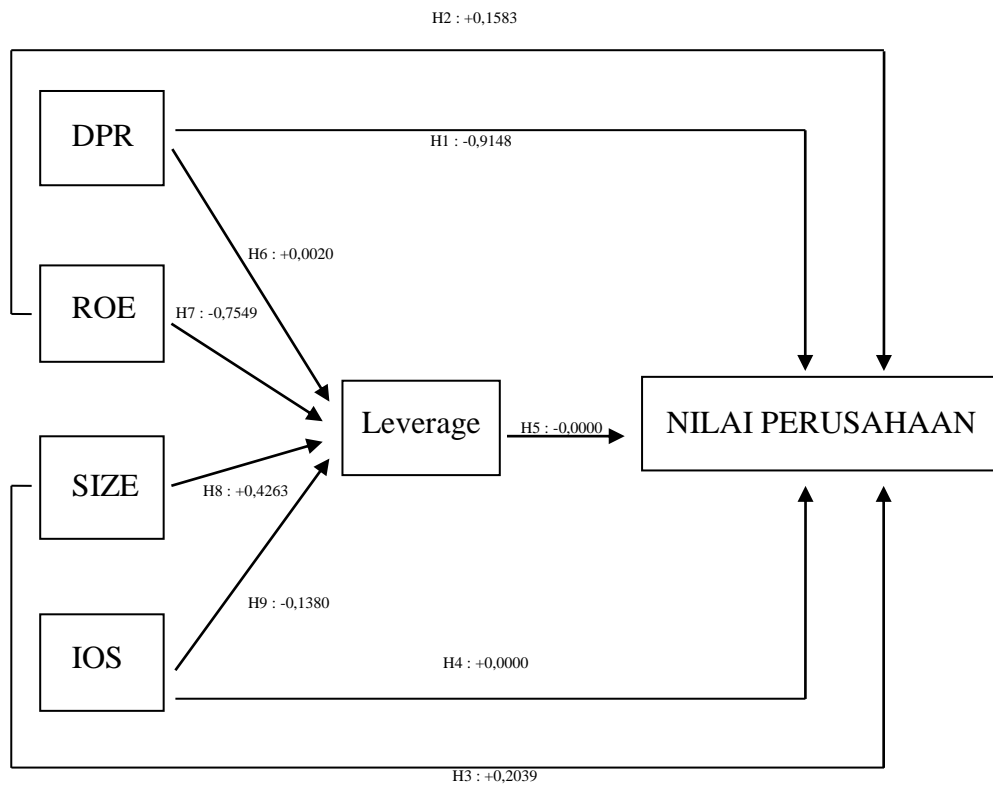 H2 : +0,1583
DPR
H1 : -0,9148
H6 : +0,0020
ROE
H7 : -0,7549
Leverage
H5 : -0,0000
NILAI PERUSAHAAN
SIZE
H8 : +0,4263
H9 : -0,1380
IOS
H4 : +0,0000
H3 : +0,2039